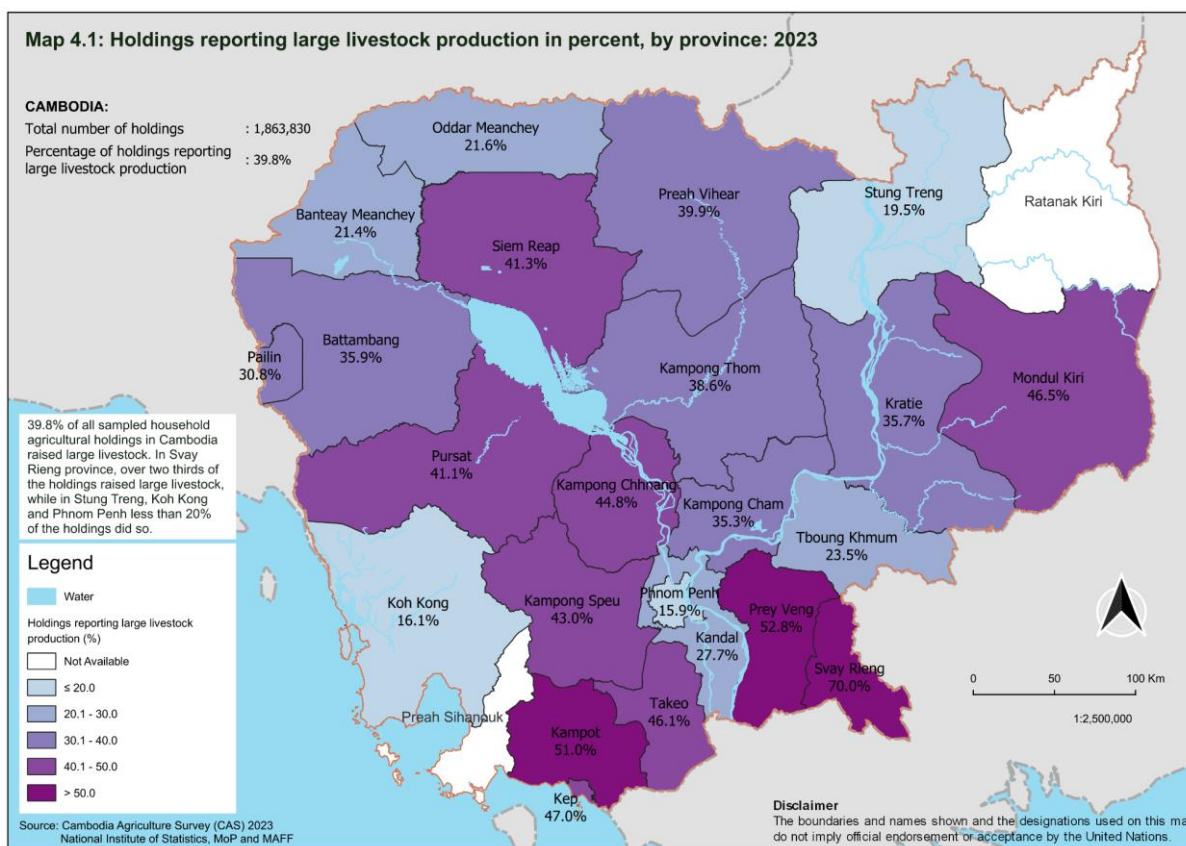 Map 4.1: Holdings reporting large livestock production in percent, by province: 2023
CAMBODIA:
Total number of holdings : 1,863,830
Percentage of holdings reporting
large livestock production : 39.8%
Oddar Meanchey
21.6%
Preah Vihear
39.9%
Stung Treng
19.5%
Ratanak Kiri
Banteay Meanchey
21.4%
Siem Reap
41.3%
Battambang
35.9%
Pailin
30.8%
Kampong Thom
38.6%
Kratie
35.7%
Mondul Kiri
46.5%
Pursat
41.1%
Kampong Chhnang
44.8%
Kampong Cham
35.3%
Tboung Khmum
23.5%
Koh Kong
16.1%
Kampong Speu
43.0%
Phnom Penh
15.9%
Kandal
27.7%
Prey Veng
52.8%
Svay Rieng
70.0%
Takeo
46.1%
Preah Sihanouk
Kampot
51.0%
Kep
47.0%
39.8% of all sampled household
agricultural holdings in Cambodia
raised large livestock. In Svay
Rieng province, over two thirds of
the holdings raised large livestock,
while in Stung Treng, Koh Kong
and Phnom Penh less than 20%
of the holdings did so.
Legend
Water
Holdings reporting large livestock
production (%)
Not Available
≤ 20.0
20.1 - 30.0
30.1 - 40.0
40.1 - 50.0
> 50.0
Source: Cambodia Agriculture Survey (CAS) 2023
National Institute of Statistics, MoP and MAFF
0 50 100 Km
1:2,500,000
Disclaimer
The boundaries and names shown and the designations used on this ma
do not imply official endorsement or acceptance by the United Nations.